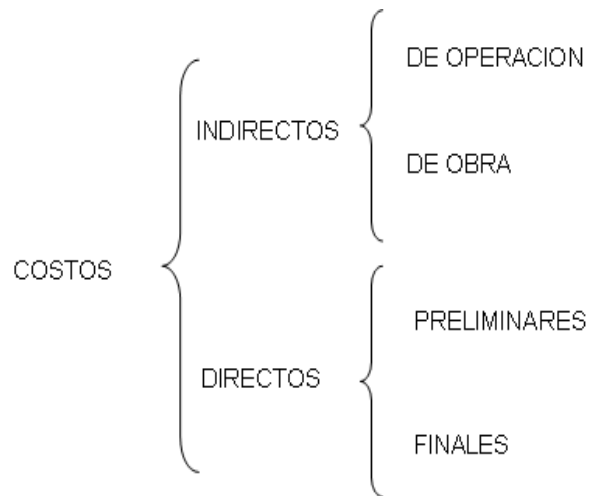 COSTOS
INDIRECTOS
DE OPERACION
DE OBRA
DIRECTOS
PRELIMINARES
FINALES